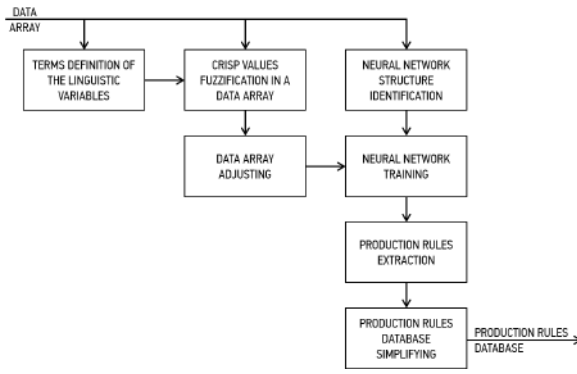 DATA
ARRAY
TERMS DEFINITION OF
THE LINGUISTIC
VARIABLES
CRISP VALUES
FUZZIFICATION IN A
DATA ARRAY
NEURAL NETWORK
STRUCTURE
IDENTIFICATION
DATA ARRAY
ADJUSTING
NEURAL NETWORK
TRAINING
PRODUCTION RULES
EXTRACTION
PRODUCTION RULES
DATABASE
SIMPLIFYING
PRODUCTION RULES
DATABASE